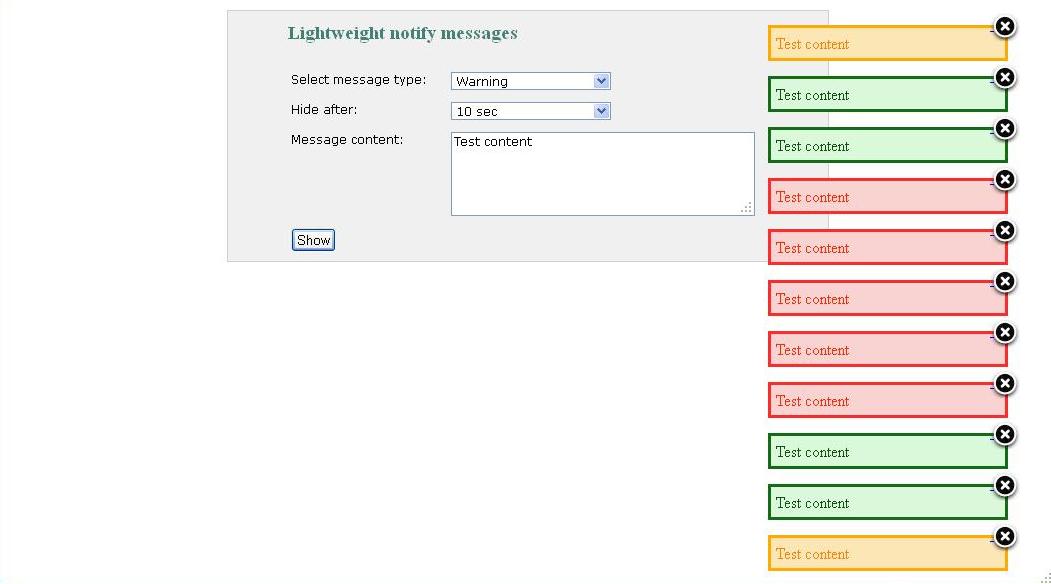 Lightweight notify messages
Select message type:
Warning
Hide after:
10 sec
Message content:
Test content
Show
Test content
Test content
Test content
Test content
Test content
Test content
Test content
Test content
Test content
Test content
Test content